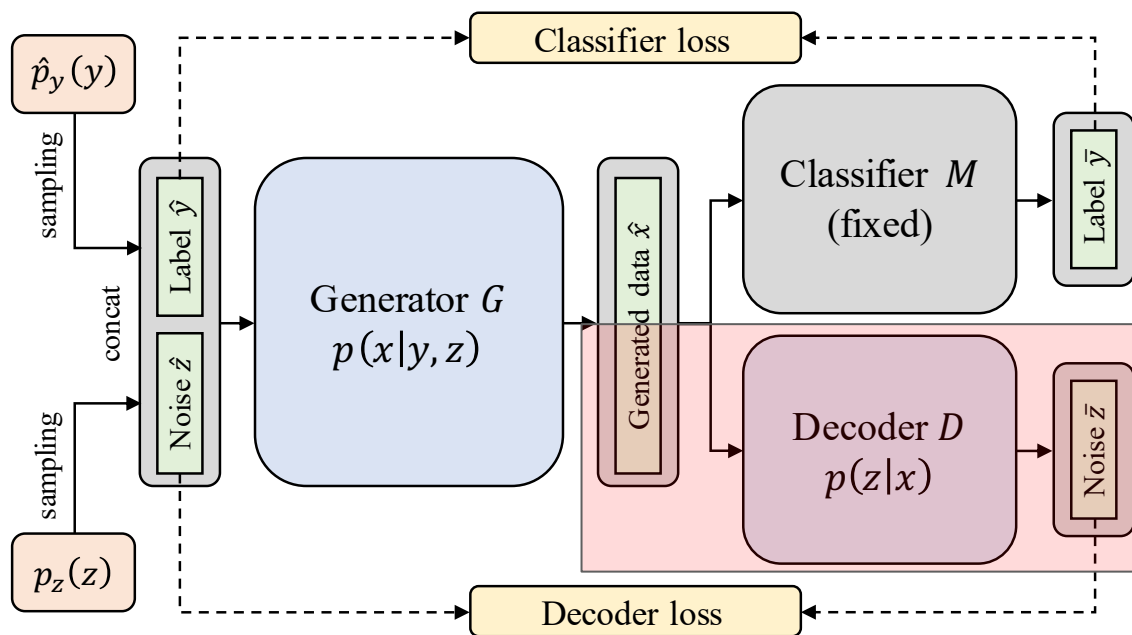 Classifier loss
p̂_y(y)
sampling
concat
sampling
p_z(z)
Label ŷ
Noise ẑ
Generator G
p(x|y, z)
Generated data x̂
Classifier M
(fixed)
Label ȳ
Decoder D
p(z|x)
Noise z̄
Decoder loss